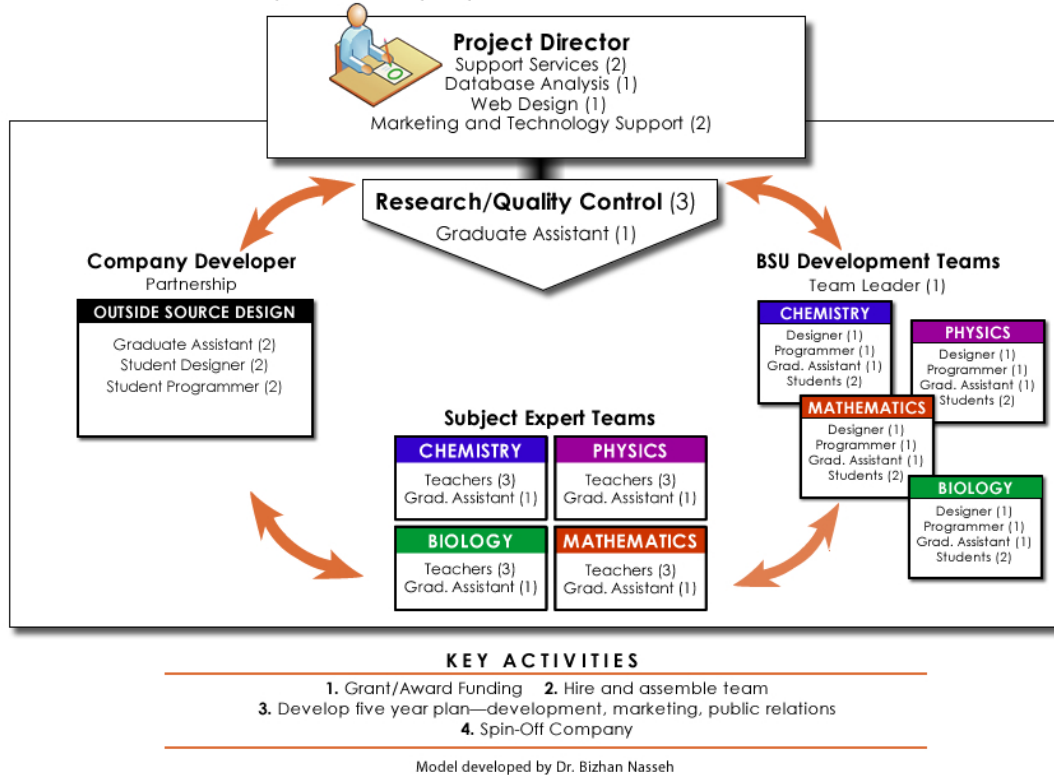 Project Director
Support Services (2)
Database Analysis (1)
Web Design (1)
Marketing and Technology Support (2)
Research/Quality Control (3)
Graduate Assistant (1)
Company Developer
Partnership
OUTSIDE SOURCE DESIGN
Graduate Assistant (2)
Student Designer (2)
Student Programmer (2)
BSU Development Teams
Team Leader (1)
CHEMISTRY
Designer (1)
Programmer (1)
Grad. Assistant (1)
Students (2)
PHYSICS
Designer (1)
Programmer (1)
Grad. Assistant (1)
Students (2)
MATHEMATICS
Designer (1)
Programmer (1)
Grad. Assistant (1)
Students (2)
BIOLOGY
Designer (1)
Programmer (1)
Grad. Assistant (1)
Students (2)
Subject Expert Teams
CHEMISTRY
Teachers (3)
Grad. Assistant (1)
PHYSICS
Teachers (3)
Grad. Assistant (1)
BIOLOGY
Teachers (3)
Grad. Assistant (1)
MATHEMATICS
Teachers (3)
Grad. Assistant (1)
KEY ACTIVITIES
1. Grant/Award Funding 2. Hire and assemble team
3. Develop five year plan—development, marketing, public relations
4. Spin-Off Company
Model developed by Dr. Bizhan Nasseh